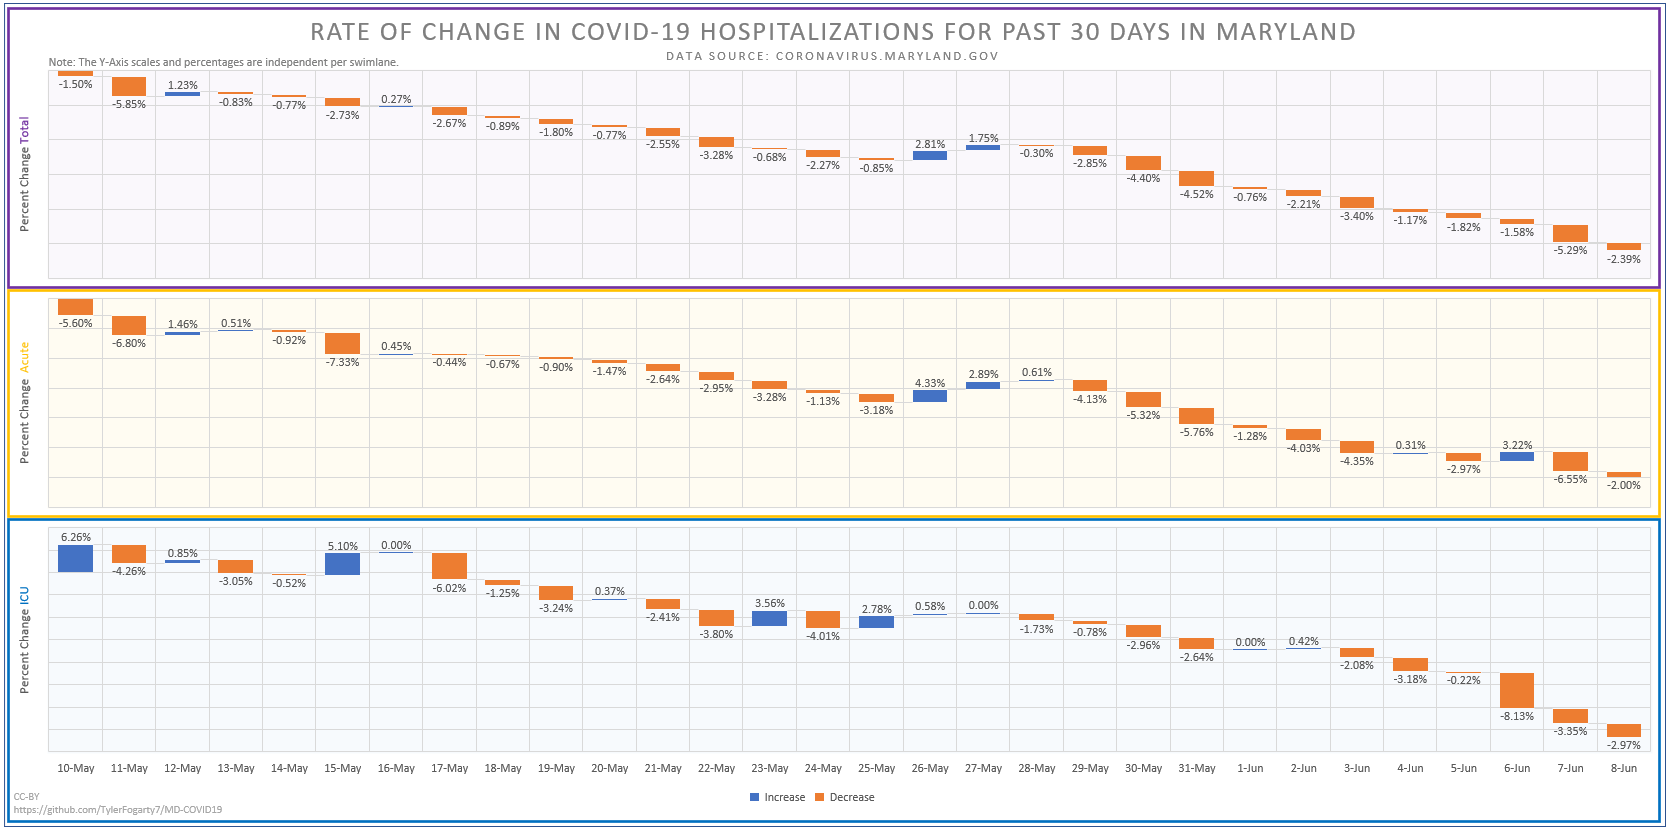 RATE OF CHANGE IN COVID-19 HOSPITALIZATIONS FOR PAST 30 DAYS IN MARYLAND
DATA SOURCE: CORONAVIRUS.MARYLAND.GOV
Note: The Y-Axis scales and percentages are independent per swimlane.
Percent Change Total
-1.50% -5.85% 1.23% -0.83% -0.77% -2.73% 0.27% -2.67% -0.89% -1.80% -0.77% -2.55% -3.28% -0.68% -2.27% -0.85% 2.81% 1.75% -0.30% -2.85% -4.40% -4.52% -0.76% -2.21% -3.40% -1.17% -1.82% -1.58% -5.29% -2.39%
Percent Change Acute
-5.60% -6.80% 1.46% 0.51% -0.92% -7.33% 0.45% -0.44% -0.67% -0.90% -1.47% -2.64% -2.95% -3.28% -1.13% -3.18% 4.33% 2.89% 0.61% -4.13% -5.32% -5.76% -1.28% -4.03% -4.35% 0.31% -2.97% 3.22% -6.55% -2.00%
Percent Change ICU
6.26% -4.26% 0.85% -3.05% -0.52% 5.10% 0.00% -6.02% -1.25% -3.24% 0.37% -2.41% -3.80% 3.56% -4.01% 2.78% 0.58% 0.00% -1.73% -0.78% -2.96% -2.64% 0.00% 0.42% -2.08% -3.18% -0.22% -8.13% -3.35% -2.97%
10-May 11-May 12-May 13-May 14-May 15-May 16-May 17-May 18-May 19-May 20-May 21-May 22-May 23-May 24-May 25-May 26-May 27-May 28-May 29-May 30-May 31-May 1-Jun 2-Jun 3-Jun 4-Jun 5-Jun 6-Jun 7-Jun 8-Jun
Increase Decrease
CC-BY
https://github.com/TylerFogarty7/MD-COVID19